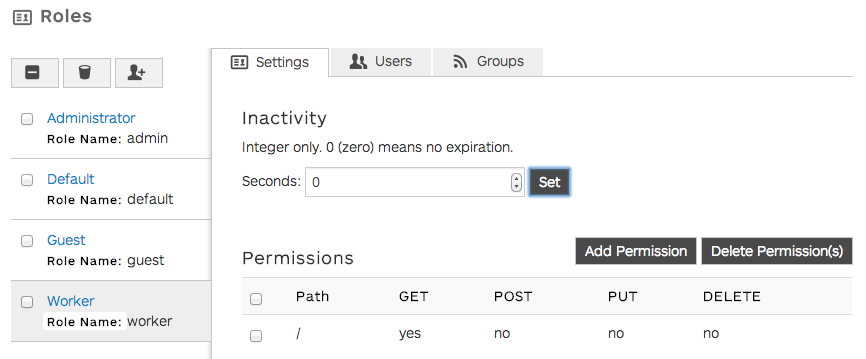 Roles
Settings
Users
Groups
Administrator
Role Name: admin
Default
Role Name: default
Guest
Role Name: guest
Worker
Role Name: worker
Inactivity
Integer only. 0 (zero) means no expiration.
Seconds: 0 Set
Permissions
Add Permission Delete Permission(s)
Path GET POST PUT DELETE
/ yes no no no